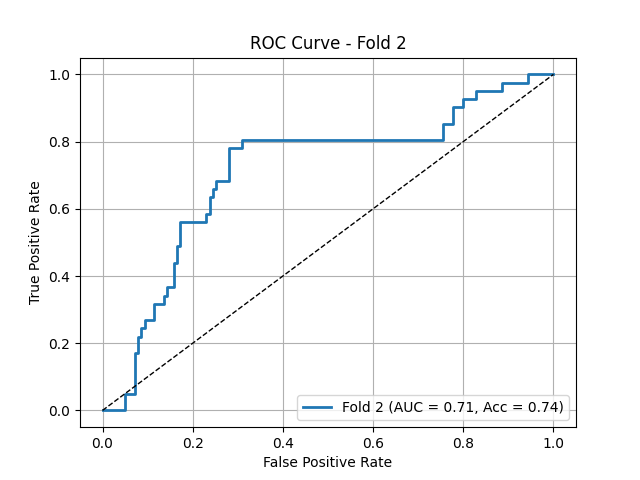 ROC Curve - Fold 2
True Positive Rate
1.0
0.8
0.6
0.4
0.2
0.0
Fold 2 (AUC = 0.71, Acc = 0.74)
0.0 0.2 0.4 0.6 0.8 1.0
False Positive Rate